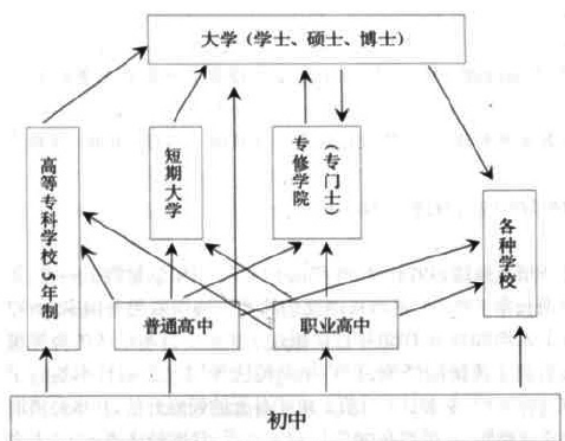 大学(学士、硕士、博士)
高等专科学校5年制
短期大学
专修学院
(专门士)
各种学校
普通高中
职业高中
初中